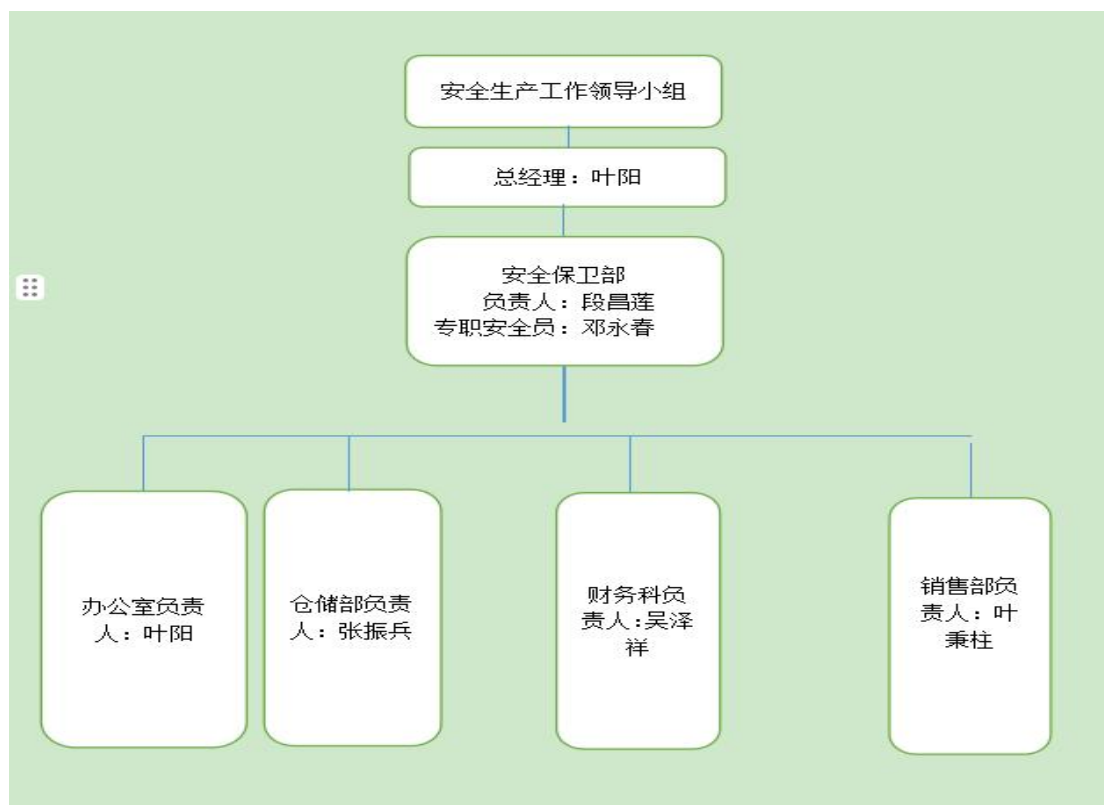 安全生产工作领导小组
总经理：叶阳
安全保卫部
负责人：段昌莲
专职安全员：邓永春
办公室负责
人：叶阳
仓储部负责
人：张振兵
财务科负
责人:吴泽
祥
销售部负
责人：叶
秉柱